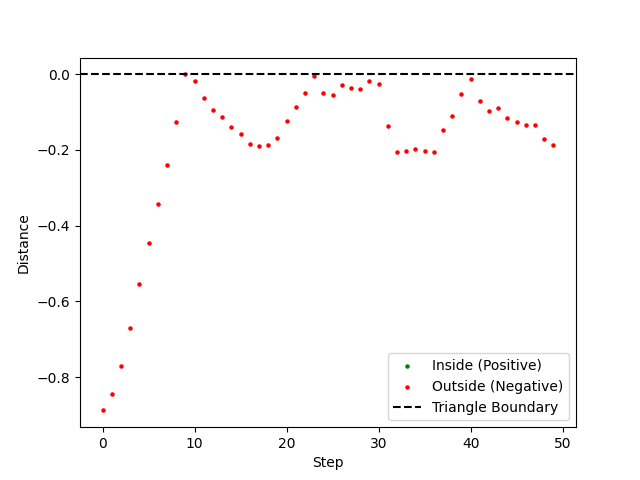 0.0
−0.2
−0.4
−0.6
−0.8
Distance
0
10
20
30
40
50
Step
Inside (Positive)
Outside (Negative)
Triangle Boundary